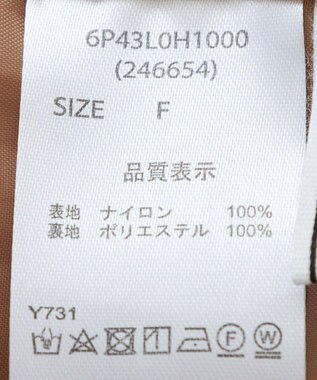 6P43L0H1000
(246654)
SIZE F
品質表示
表地 ナイロン 100%
裏地 ポリエステル 100%
Y731
F W